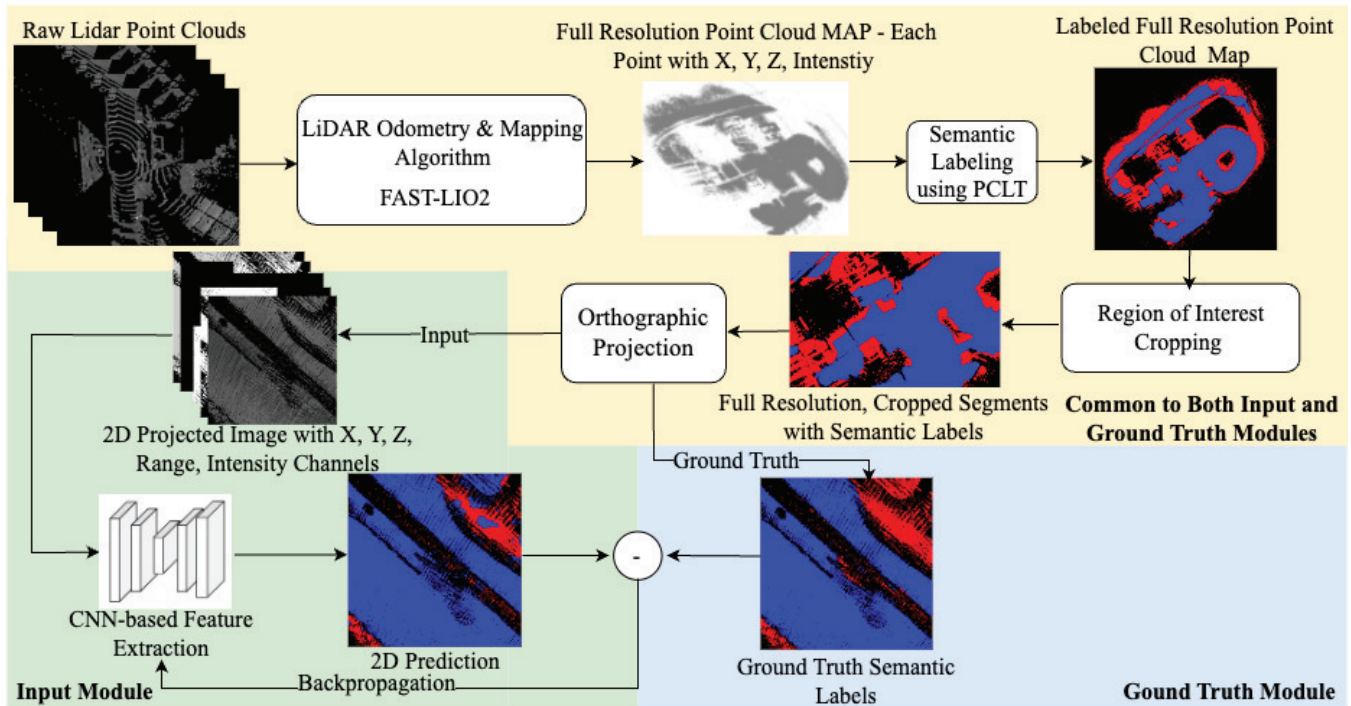 Raw Lidar Point Clouds
LiDAR Odometry & Mapping
Algorithm
FAST-LIO2
Full Resolution Point Cloud MAP - Each
Point with X, Y, Z, Intenstiy
Semantic
Labeling
using PCLT
Labeled Full Resolution Point
Cloud Map
Region of Interest
Cropping
Common to Both Input and
Ground Truth Modules
Full Resolution, Cropped Segments
with Semantic Labels
Orthographic
Projection
Input
Ground Truth
2D Projected Image with X, Y, Z,
Range, Intensity Channels
CNN-based Feature
Extraction
2D Prediction
-
Backpropagation
Input Module
Ground Truth Semantic
Labels
Gound Truth Module